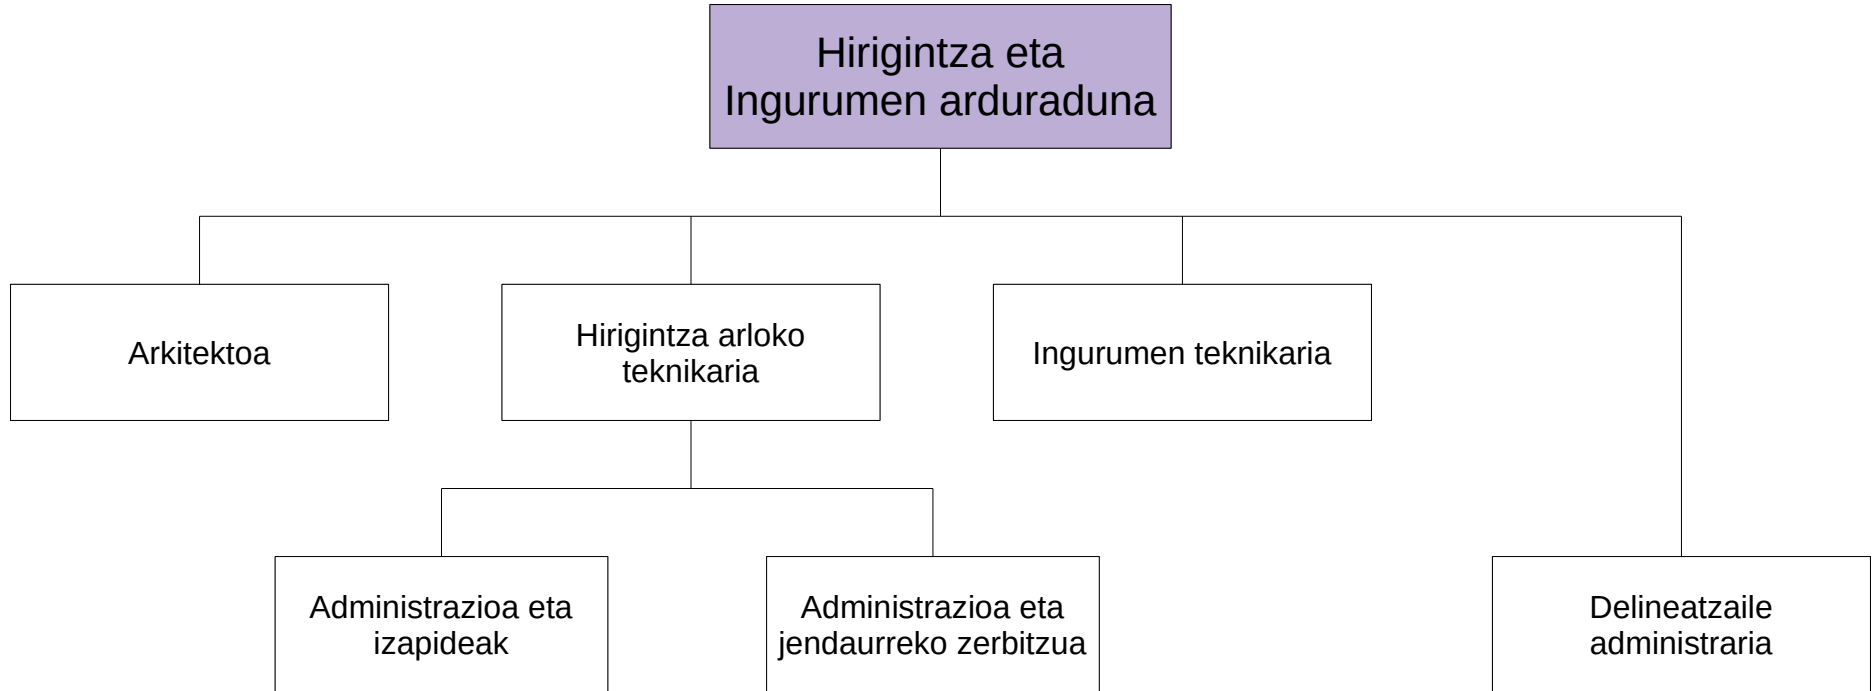 Hirigintza eta
Ingurumen arduraduna
Arkitektoa
Hirigintza arloko
teknikaria
Ingurumen teknikaria
Administrazioa eta
izapideak
Administrazioa eta
jendaurreko zerbitzua
Delineatzaile
administraria